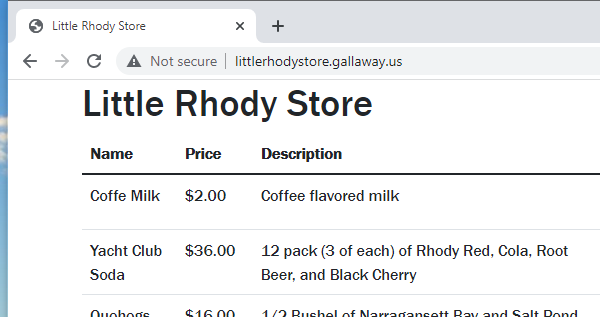 Little Rhody Store
Not secure | littlerhodystore.gallaway.us
Little Rhody Store
Name Price Description
Coffe Milk $2.00 Coffee flavored milk
Yacht Club $36.00 12 pack (3 of each) of Rhody Red, Cola, Root
Soda Beer, and Black Cherry
Quohogs $16.00 1/2 Bushel of Narragansett Bay and Salt Pond